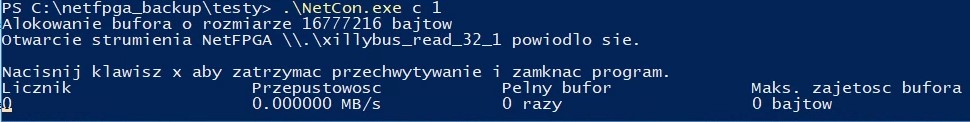 PS C:\netfpga_backup\testy> .\NetCon.exe c 1
Alokowanie bufora o rozmiarze 16777216 bajtow
Otwarcie strumienia NetFPGA \\.\xillybus_read_32_1 powiodlo sie.
Nacisnij klawisz x aby zatrzymac przechwytywanie i zamknac program.
Licznik Przepustowosc Pelny bufor Maks. zajetosc bufora
0 0.000000 MB/s 0 razy 0 bajtow